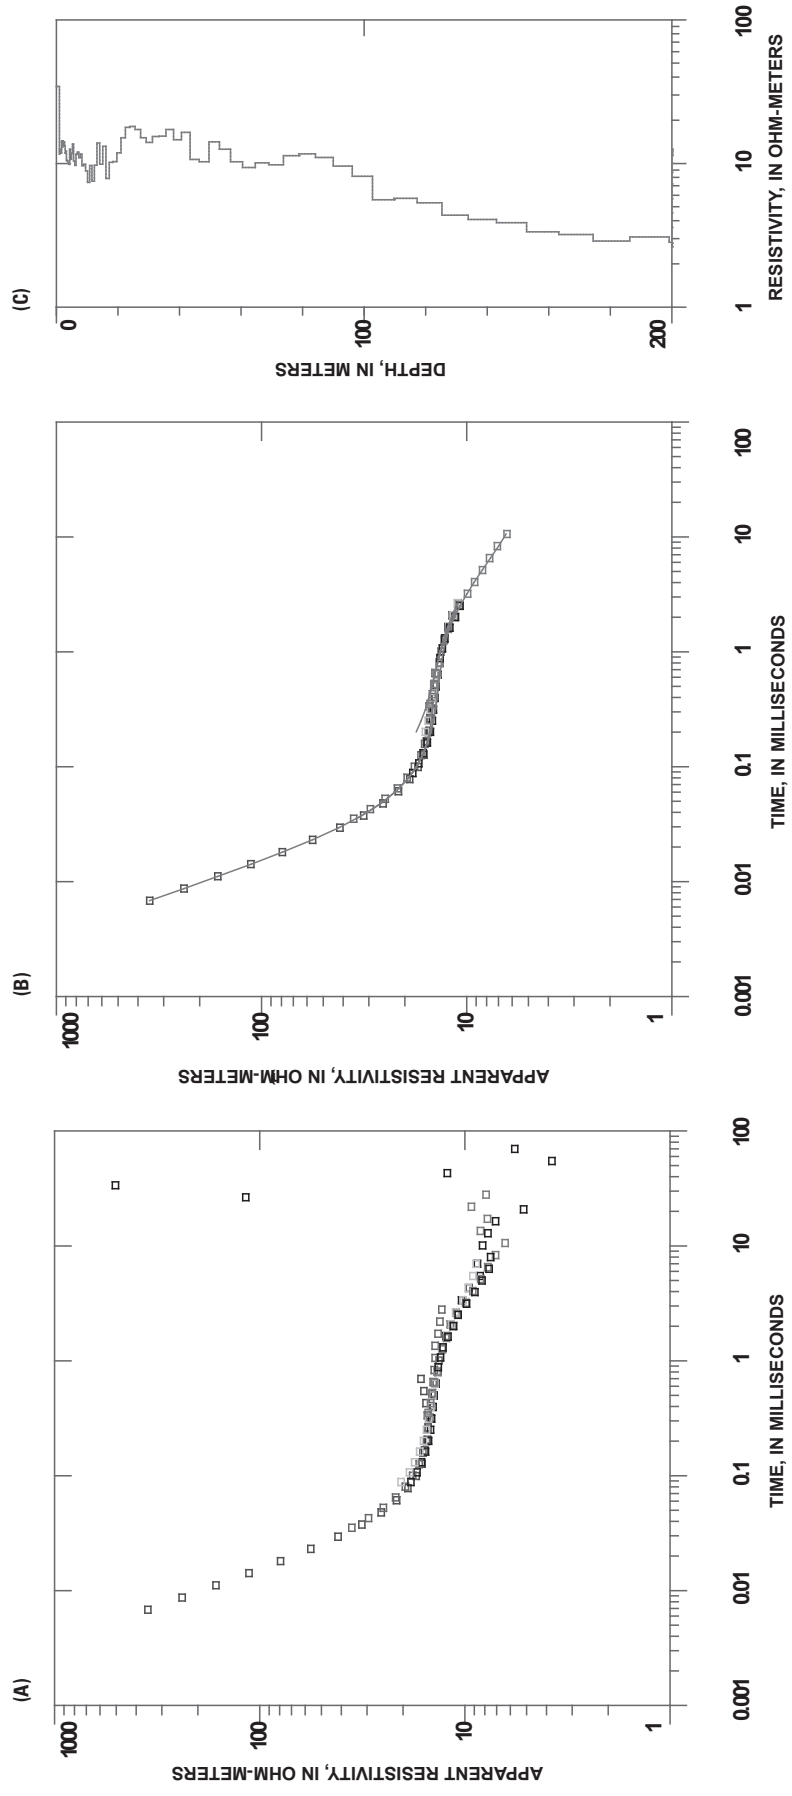 (A)
APPARENT RESISTIVITY, IN OHM-METERS
1000
100
10
1
0.001
0.01
0.1
1
10
100
TIME, IN MILLISECONDS
(B)
APPARENT RESISTIVITY, IN OHM-METERS
1000
100
10
1
0.001
0.01
0.1
1
10
100
TIME, IN MILLISECONDS
(C)
DEPTH, IN METERS
0
100
200
1
10
100
RESISTIVITY, IN OHM-METERS